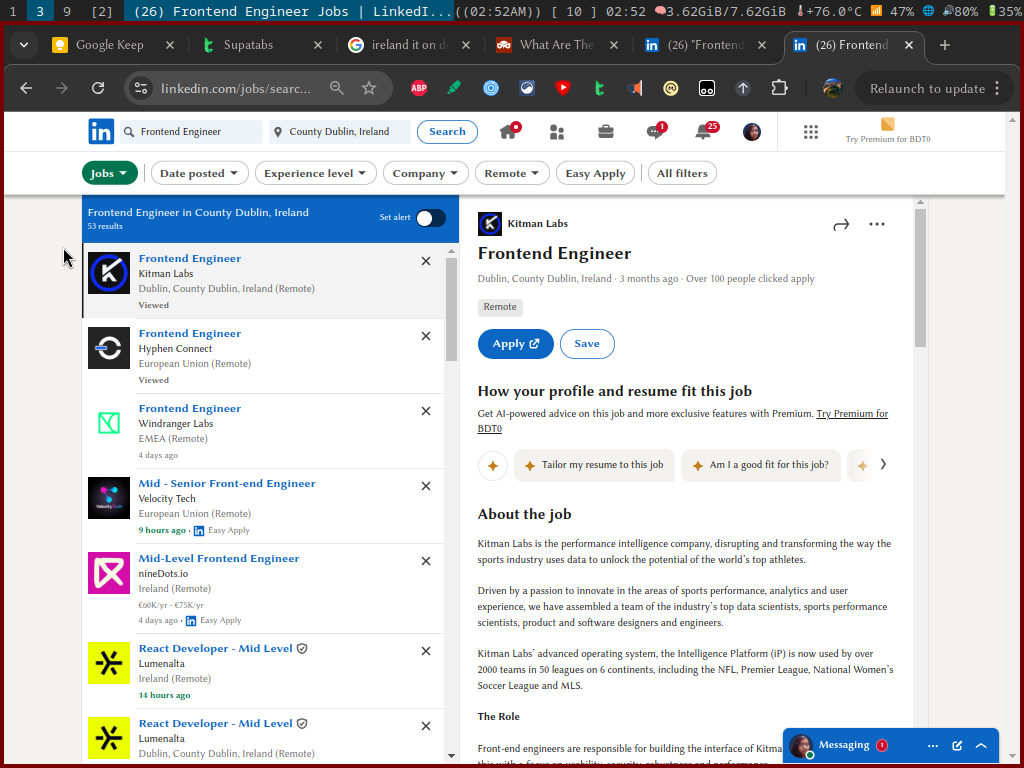 1 3 9 [2] (26) Frontend Engineer Jobs | LinkedI...((02:52AM)) [ 10 ] 02:52 3.62GiB/7.62GiB +76.0°C 47% 80% 35%
Google Keep Supatabs ireland it on d What Are The (26) "Frontend (26) Frontend
linkedin.com/jobs/searc... ABP Relaunch to update
in Frontend Engineer County Dublin, Ireland Search 1 25 Try Premium for BDT0
Jobs Date posted Experience level Company Remote Easy Apply All filters
Frontend Engineer in County Dublin, Ireland
53 results
Set alert
Frontend Engineer
Kitman Labs
Dublin, County Dublin, Ireland (Remote)
Viewed
Frontend Engineer
Hyphen Connect
European Union (Remote)
Viewed
Frontend Engineer
Windranger Labs
EMEA (Remote)
4 days ago
Mid - Senior Front-end Engineer
Velocity Tech
European Union (Remote)
9 hours ago · in Easy Apply
Mid-Level Frontend Engineer
nineDots.io
Ireland (Remote)
€60K/yr - €75K/yr
4 days ago · in Easy Apply
React Developer - Mid Level
Lumenalta
Ireland (Remote)
14 hours ago
React Developer - Mid Level
Lumenalta
Dublin, County Dublin, Ireland (Remote)
Kitman Labs
Frontend Engineer
Dublin, County Dublin, Ireland · 3 months ago · Over 100 people clicked apply
Remote
Apply Save
How your profile and resume fit this job
Get AI-powered advice on this job and more exclusive features with Premium. Try Premium for
BDT0
Tailor my resume to this job Am I a good fit for this job?
About the job
Kitman Labs is the performance intelligence company, disrupting and transforming the way the
sports industry uses data to unlock the potential of the world's top athletes.
Driven by a passion to innovate in the areas of sports performance, analytics and user
experience, we have assembled a team of the industry's top data scientists, sports performance
scientists, product and software designers and engineers.
Kitman Labs' advanced operating system, the Intelligence Platform (iP) is now used by over
2000 teams in 50 leagues on 6 continents, including the NFL, Premier League, National Women's
Soccer League and MLS.
The Role
Front-end engineers are responsible for building the interface of Kitma
Messaging 1